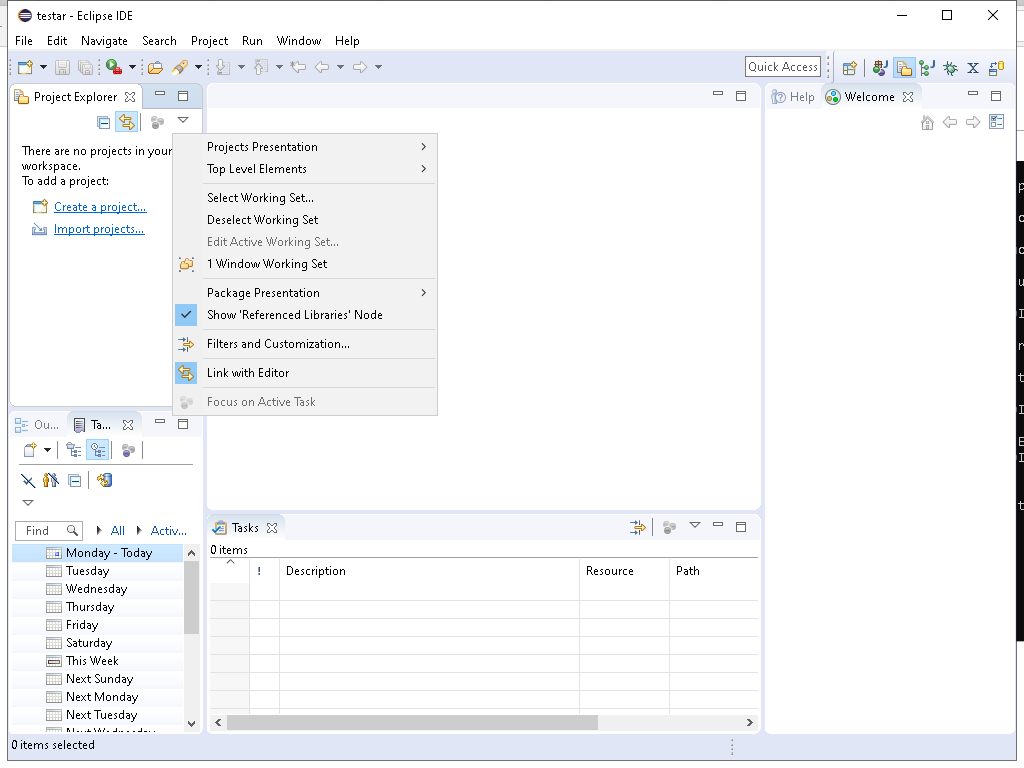 testar - Eclipse IDE
File Edit Navigate Search Project Run Window Help
Quick Access
Project Explorer
There are no projects in your
workspace.
To add a project:
Create a project...
Import projects...
Projects Presentation
Top Level Elements
Select Working Set...
Deselect Working Set
Edit Active Working Set...
1 Window Working Set
Package Presentation
Show 'Referenced Libraries' Node
Filters and Customization...
Link with Editor
Focus on Active Task
Help Welcome
Ou... Ta...
Find All Activ...
Monday - Today
Tuesday
Wednesday
Thursday
Friday
Saturday
This Week
Next Sunday
Next Monday
Next Tuesday
Next Wednesday
Tasks
0 items
! Description Resource Path
0 items selected